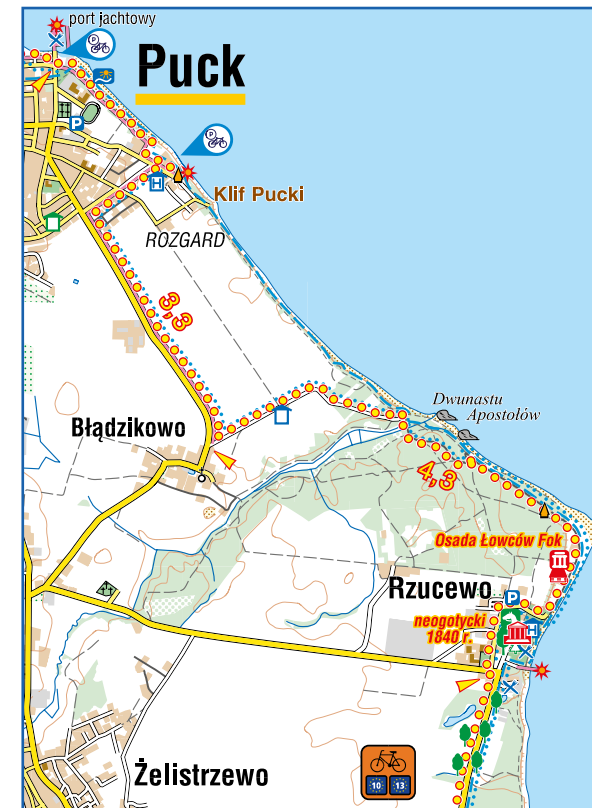 port jachtowy
P
Puck
P
P
H
Klif Pucki
ROZGARD
3,3
Dwunastu
Apostołów
Błądzikowo
4,3
Osada Łowców Fok
Rzucewo
P
neogotycki
1840 r.
H
Żelistrzewo
10 13